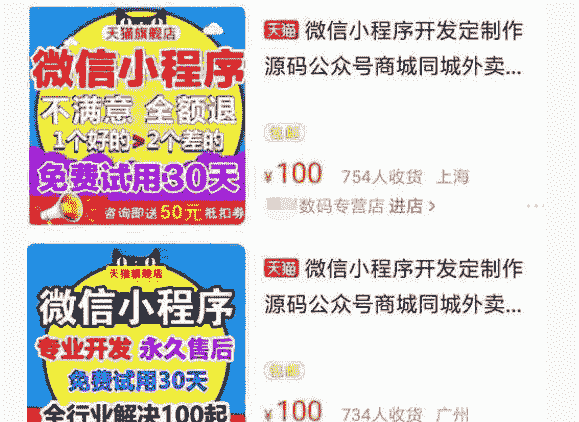 天猫旗舰店
微信小程序
不满意 全额退
1个好的>2个差的
免费试用30天
咨询即送50元抵扣券
天猫 微信小程序开发定制作
源码公众号商城同城外卖...
包邮
¥100 754人收货 上海
数码专营店 进店 >
天猫旗舰店
微信小程序
专业开发 永久售后
免费试用30天
全行业解决100起
天猫 微信小程序开发定制作
源码公众号商城同城外卖...
包邮
¥100 734人收货 广州